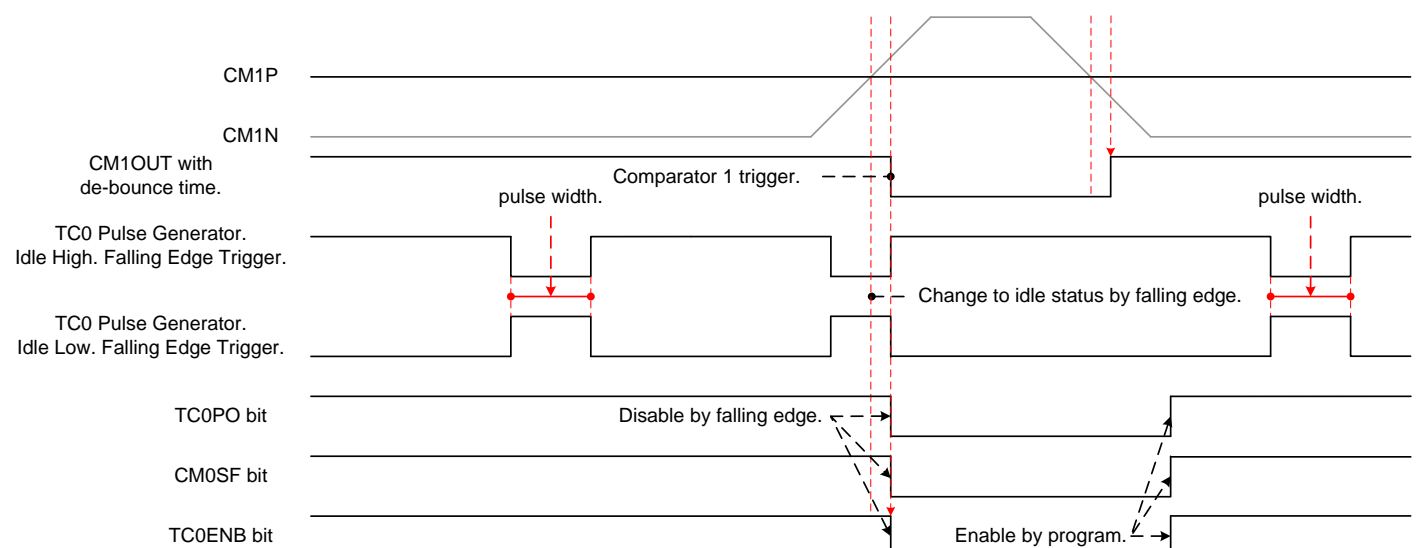 CM1P
CM1N
CM1OUT with
de-bounce time.
Comparator 1 trigger.
pulse width.
pulse width.
TC0 Pulse Generator.
Idle High. Falling Edge Trigger.
Change to idle status by falling edge.
TC0 Pulse Generator.
Idle Low. Falling Edge Trigger.
TC0PO bit
Disable by falling edge.
CM0SF bit
TC0ENB bit
Enable by program.